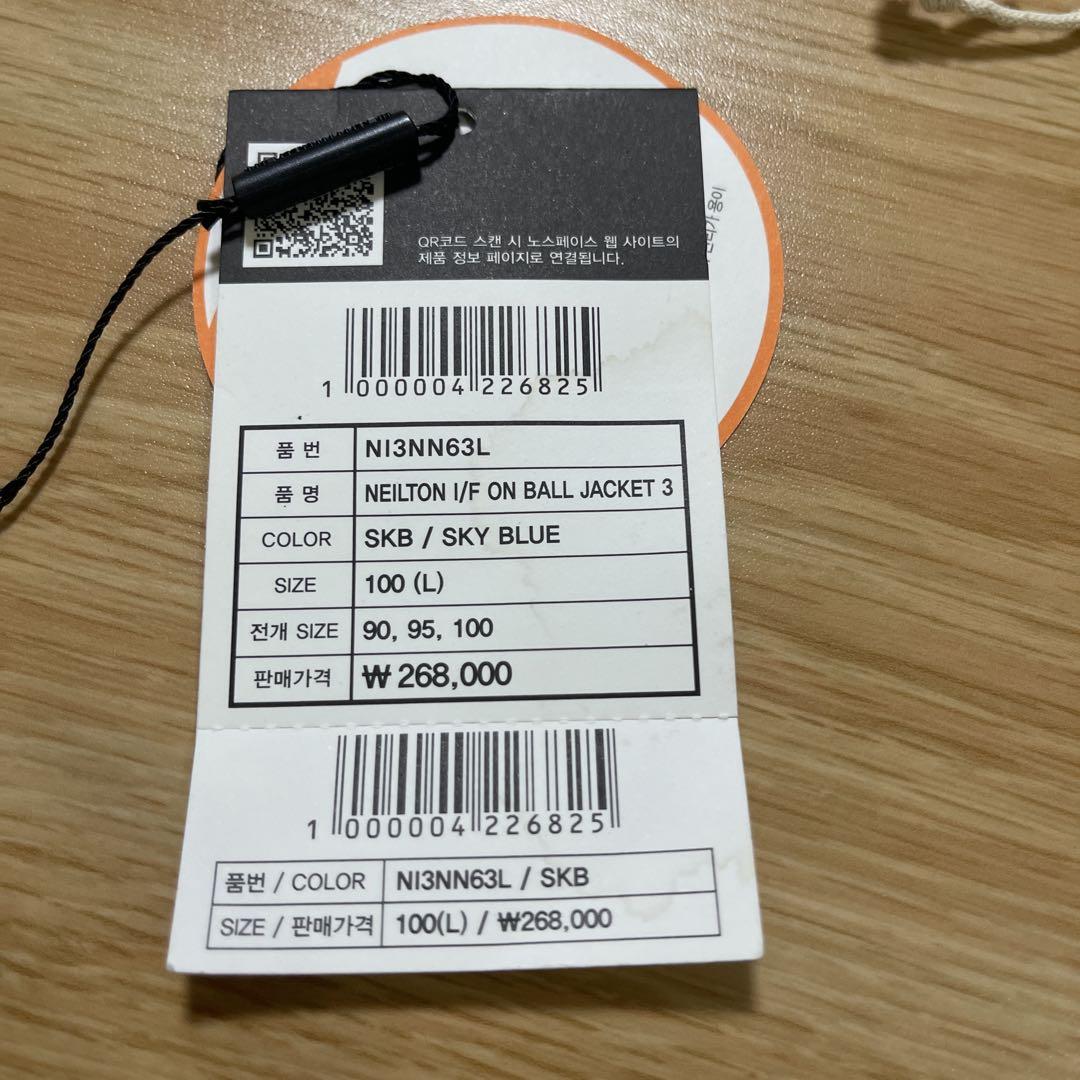 QR코드 스캔 시 노스페이스 웹 사이트의
제품 정보 페이지로 연결됩니다.
용이
1 000004 226825
품 번 NI3NN63L
품 명 NEILTON I/F ON BALL JACKET 3
COLOR SKB / SKY BLUE
SIZE 100 (L)
전개 SIZE 90, 95, 100
판매가격 ₩ 268,000
1 000004 226825
품번 / COLOR NI3NN63L / SKB
SIZE / 판매가격 100(L) / ₩268,000